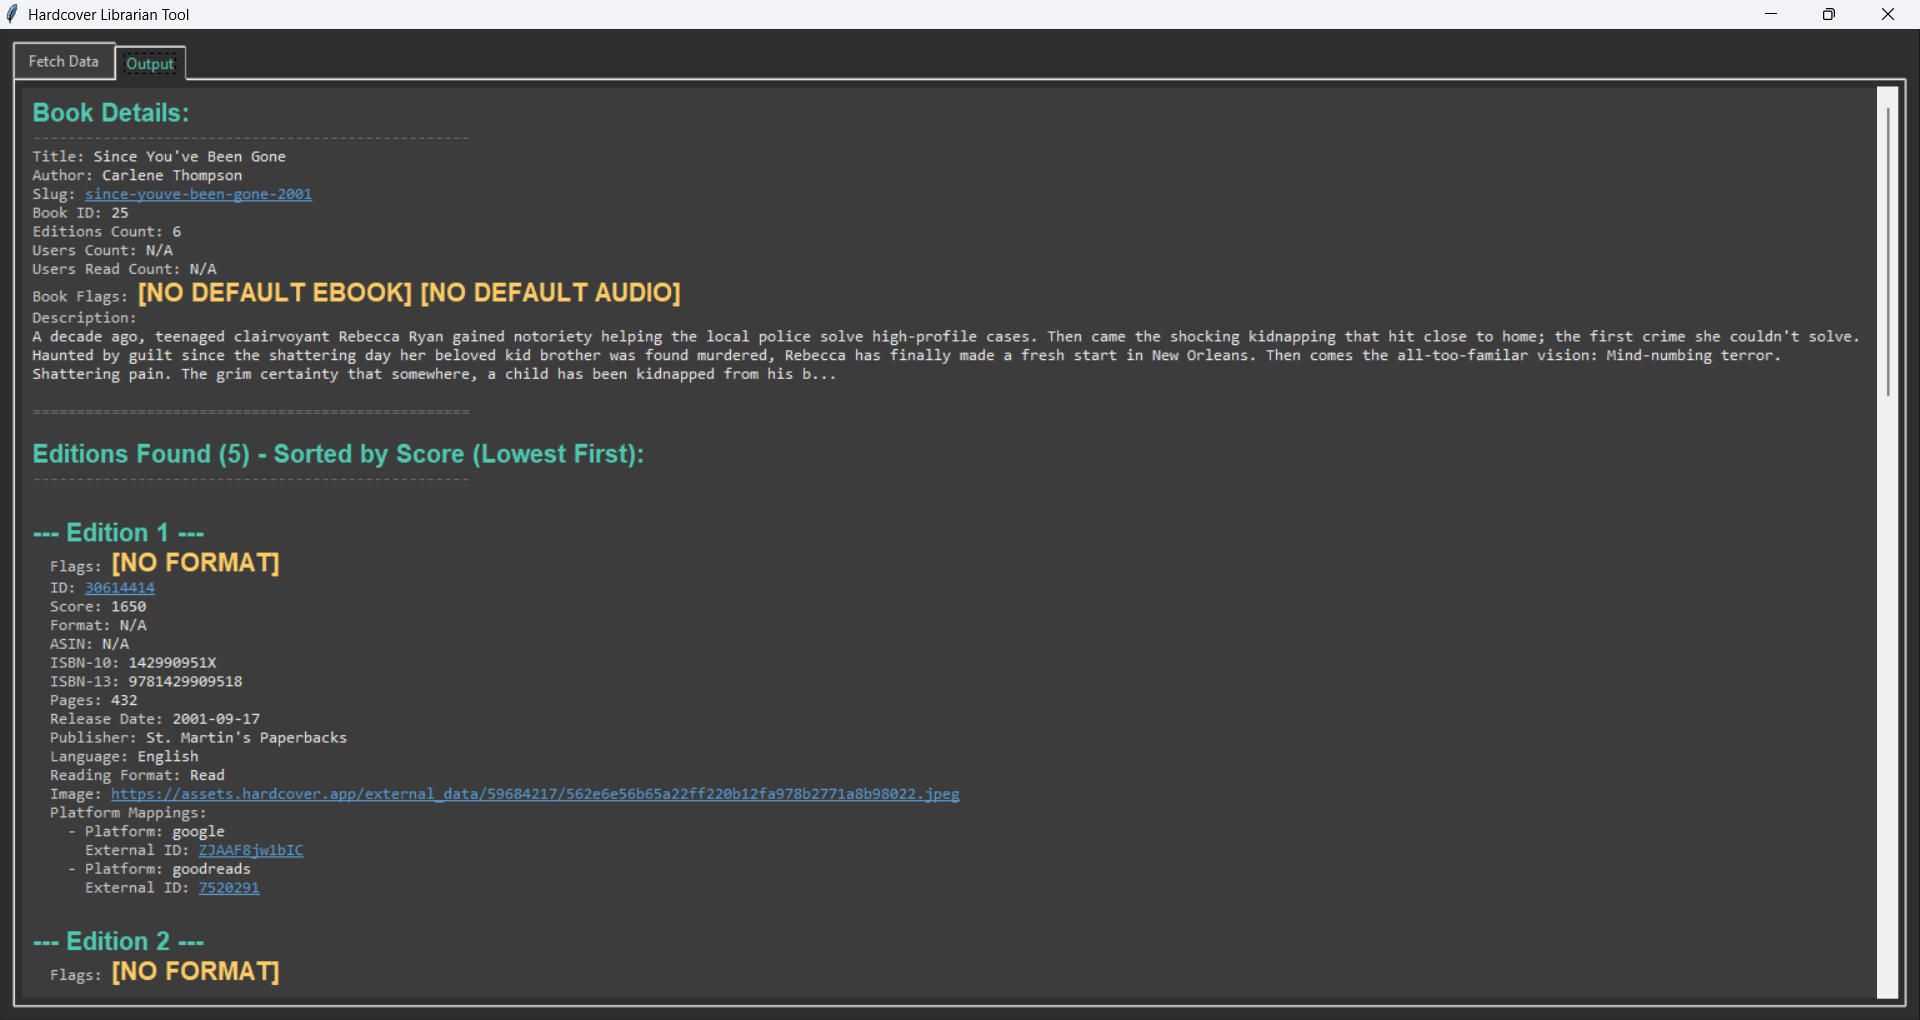 Hardcover Librarian Tool
Fetch Data
Output
Book Details:
--------------------------------------------------
Title: Since You've Been Gone
Author: Carlene Thompson
Slug: since-youve-been-gone-2001
Book ID: 25
Editions Count: 6
Users Count: N/A
Users Read Count: N/A
Book Flags: [NO DEFAULT EBOOK] [NO DEFAULT AUDIO]
Description:
A decade ago, teenaged clairvoyant Rebecca Ryan gained notoriety helping the local police solve high-profile cases. Then came the shocking kidnapping that hit close to home; the first crime she couldn't solve.
Haunted by guilt since the shattering day her beloved kid brother was found murdered, Rebecca has finally made a fresh start in New Orleans. Then comes the all-too-familar vision: Mind-numbing terror.
Shattering pain. The grim certainty that somewhere, a child has been kidnapped from his b...
==================================================
Editions Found (5) - Sorted by Score (Lowest First):
--------------------------------------------------
--- Edition 1 ---
Flags: [NO FORMAT]
ID: 30614414
Score: 1650
Format: N/A
ASIN: N/A
ISBN-10: 142990951X
ISBN-13: 9781429909518
Pages: 432
Release Date: 2001-09-17
Publisher: St. Martin's Paperbacks
Language: English
Reading Format: Read
Image: https://assets.hardcover.app/external_data/59684217/562e6e56b65a22ff220b12fa978b2771a8b98022.jpeg
Platform Mappings:
- Platform: google
External ID: ZJAAF8jw1bIC
- Platform: goodreads
External ID: 7520291
--- Edition 2 ---
Flags: [NO FORMAT]